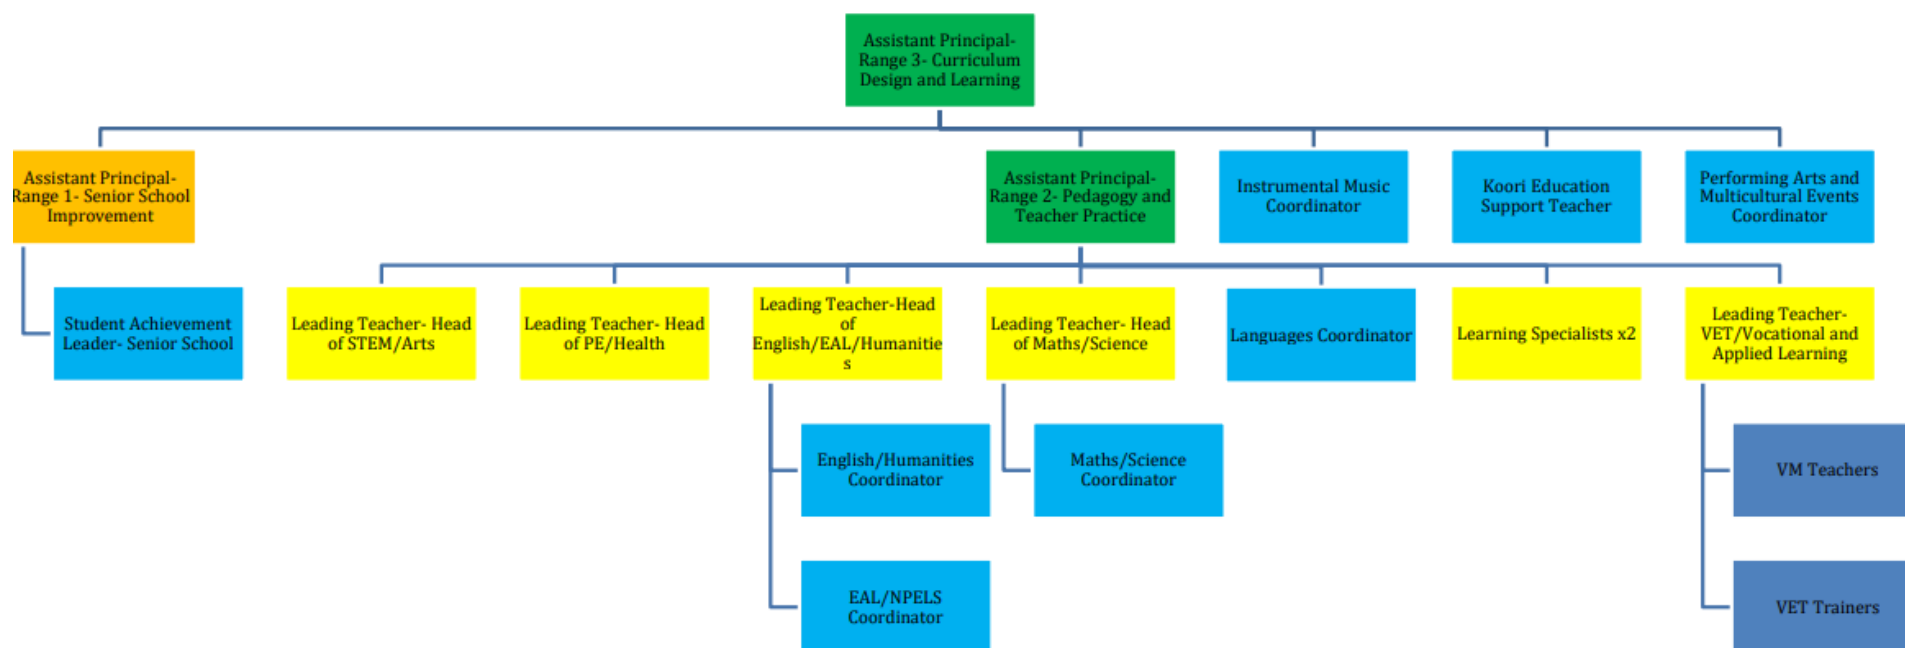 Assistant Principal-
Range 3- Curriculum
Design and Learning
Assistant Principal-
Range 1- Senior School
Improvement
Assistant Principal-
Range 2- Pedagogy and
Teacher Practice
Instrumental Music
Coordinator
Koori Education
Support Teacher
Performing Arts and
Multicultural Events
Coordinator
Student Achievement
Leader- Senior School
Leading Teacher- Head
of STEM/Arts
Leading Teacher- Head
of PE/Health
Leading Teacher-Head
of
English/EAL/Humanitie
s
Leading Teacher- Head
of Maths/Science
Languages Coordinator
Learning Specialists x2
Leading Teacher-
VET/Vocational and
Applied Learning
English/Humanities
Coordinator
Maths/Science
Coordinator
VM Teachers
EAL/NPELS
Coordinator
VET Trainers